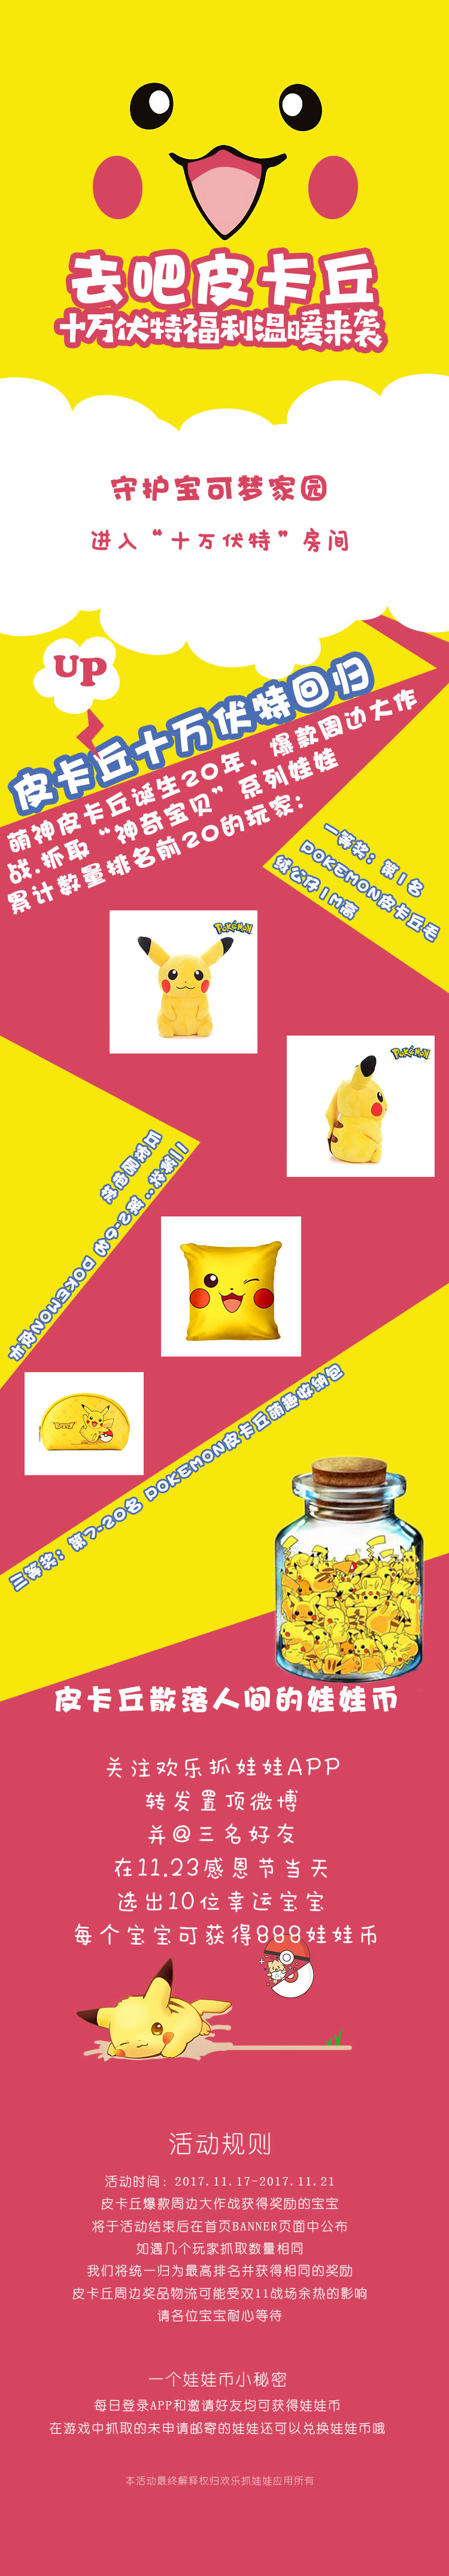 去吧皮卡丘
十万伏特福利温暖来袭
守护宝可梦家园
进入“十万伏特”房间
UP
皮卡丘十万伏特回归
萌神皮卡丘诞生20年，爆款周边大作
战.抓取“神奇宝贝”系列娃娃
累计数量排名前20的玩家：
一等奖：第1名
DOKEMON皮卡丘毛
绒公仔1M高
POKéMON
POKéMON
二等奖：第2-6名 DOKEMON皮卡
丘浓情抱枕
三等奖：第7-20名 DOKEMON皮卡丘萌趣收纳包
皮卡丘散落人间的娃娃币
关注欢乐抓娃娃APP
转发置顶微博
并@三名好友
在11.23感恩节当天
选出10位幸运宝宝
每个宝宝可获得888娃娃币
活动规则
活动时间：2017.11.17-2017.11.21
皮卡丘爆款周边大作战获得奖励的宝宝
将于活动结束后在首页BANNER页面中公布
如遇几个玩家抓取数量相同
我们将统一归为最高排名并获得相同的奖励
皮卡丘周边奖品物流可能受双11战场余热的影响
请各位宝宝耐心等待
一个娃娃币小秘密
每日登录APP和邀请好友均可获得娃娃币
在游戏中抓取的未申请邮寄的娃娃还可以兑换娃娃币哦
本活动最终解释权归欢乐抓娃娃应用所有